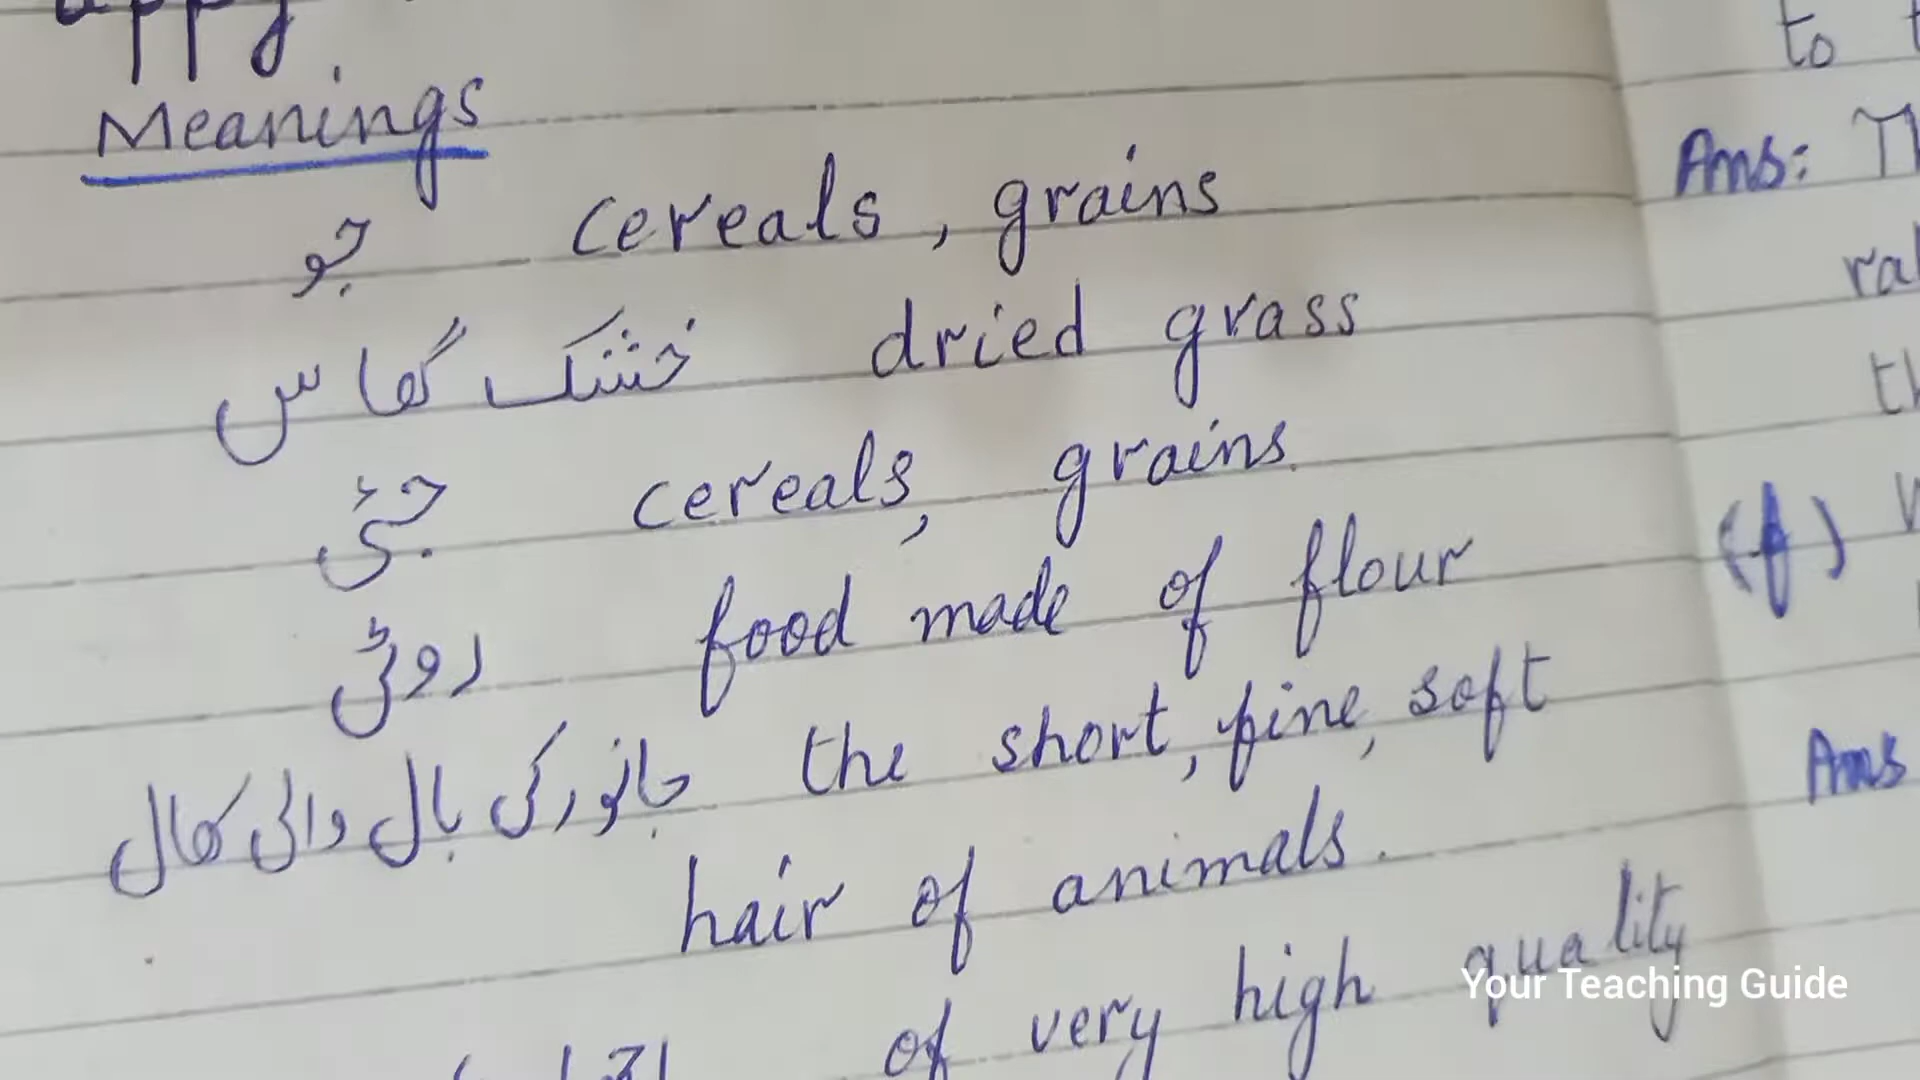 Meanings
جو cereals, grains
خشک گھاس dried grass
جئی cereals, grains
روٹی food made of flour
جانور کی بال والی کھال the short, fine, soft
hair of animals.
of very high quality
to
Ans:
(f)
Ans
Your Teaching Guide